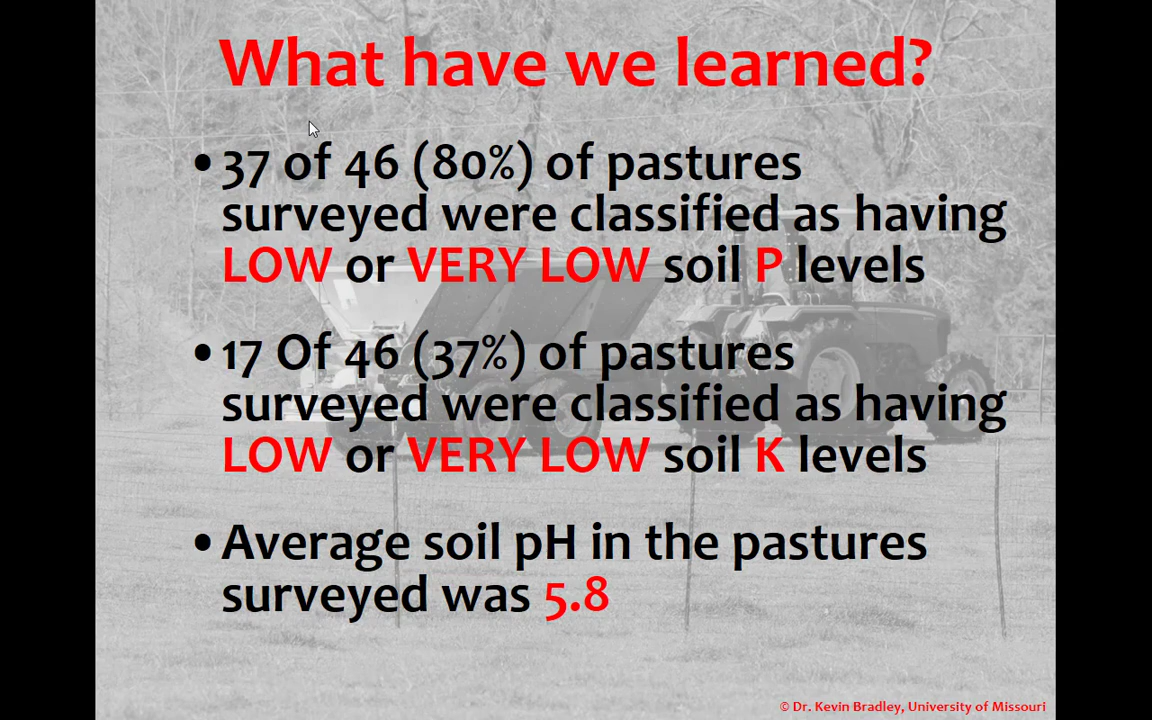 What have we learned?
• 37 of 46 (80%) of pastures
surveyed were classified as having
LOW or VERY LOW soil P levels
• 17 Of 46 (37%) of pastures
surveyed were classified as having
LOW or VERY LOW soil K levels
• Average soil pH in the pastures
surveyed was 5.8
© Dr. Kevin Bradley, University of Missouri